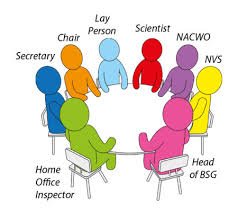 Lay
Person
Scientist
Chair
NACWO
Secretary
NVS
Home
Office
Inspector
Head
of BSG